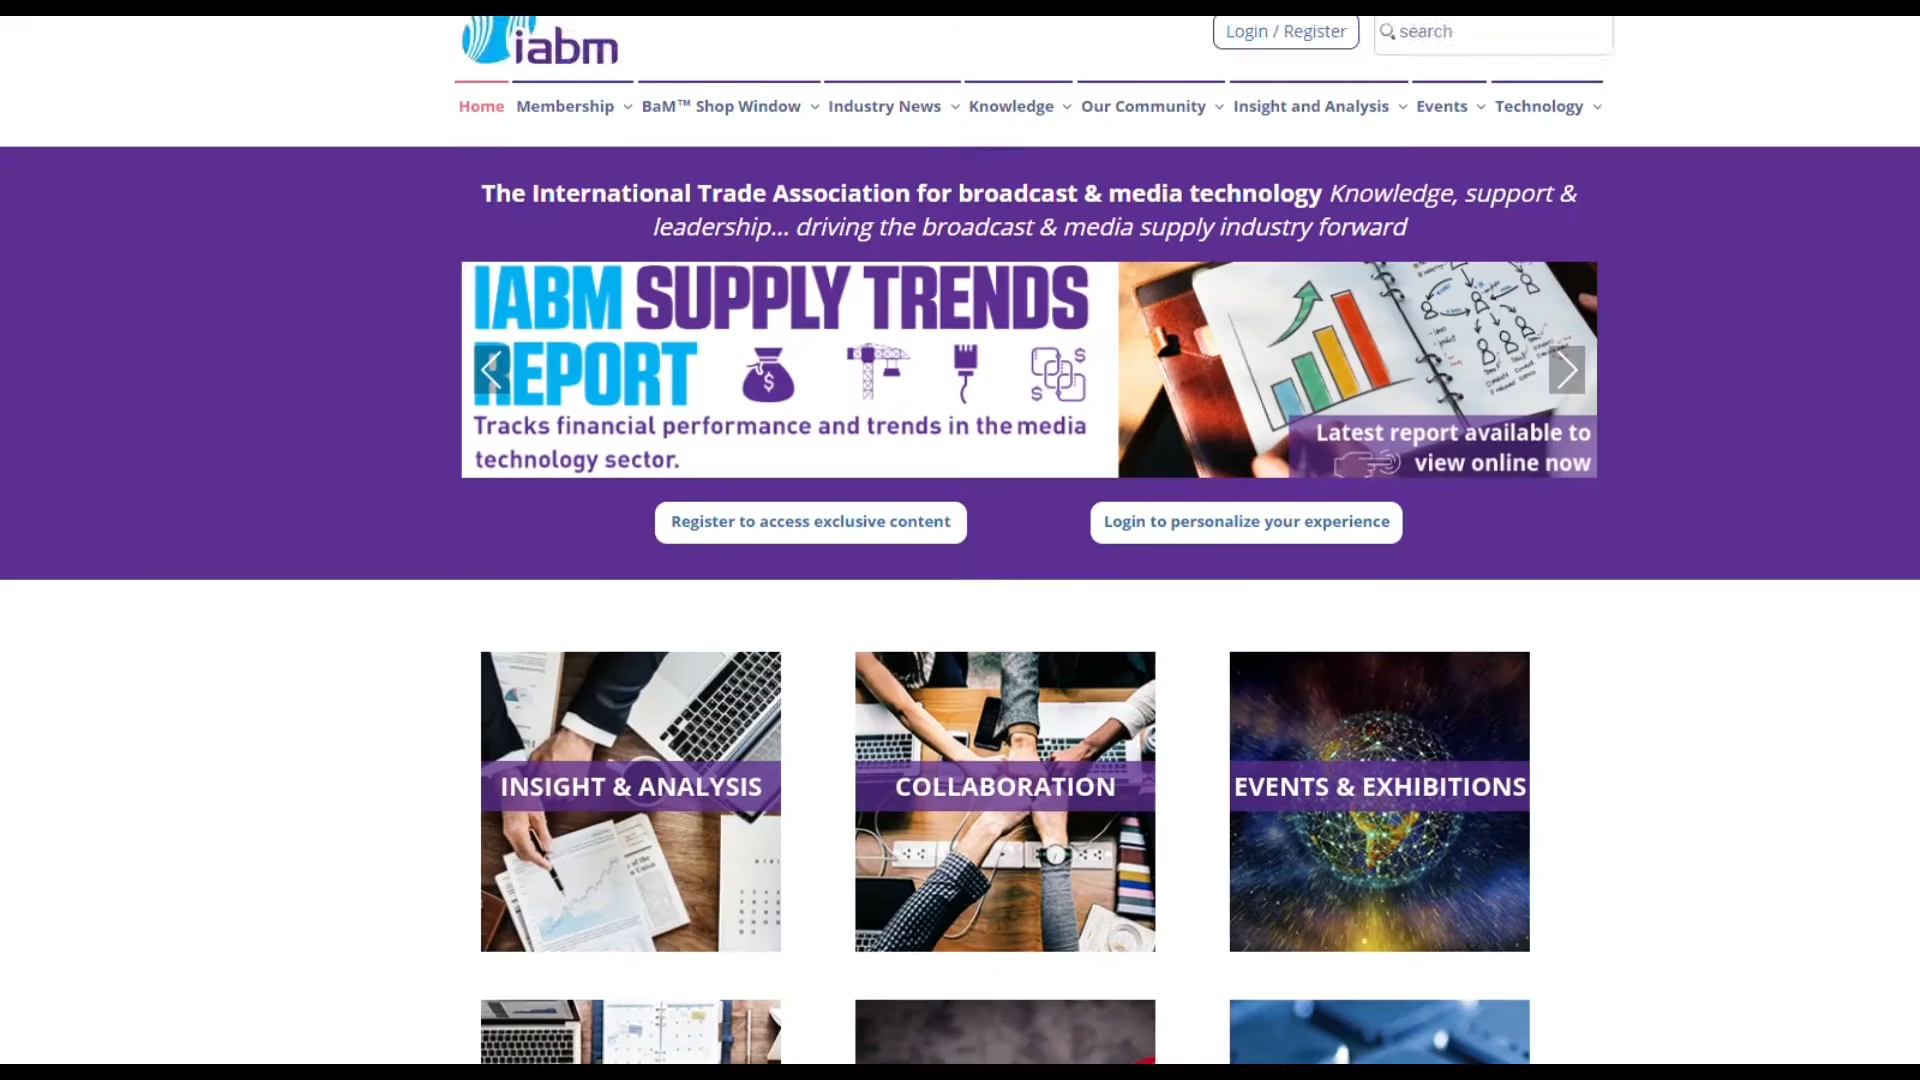 iabm
Login / Register
search
Home Membership BaM™ Shop Window Industry News Knowledge Our Community Insight and Analysis Events Technology
The International Trade Association for broadcast & media technology Knowledge, support &
leadership... driving the broadcast & media supply industry forward
IABM SUPPLY TRENDS
REPORT
Tracks financial performance and trends in the media
technology sector.
Latest report available to
view online now
Register to access exclusive content
Login to personalize your experience
INSIGHT & ANALYSIS
COLLABORATION
EVENTS & EXHIBITIONS